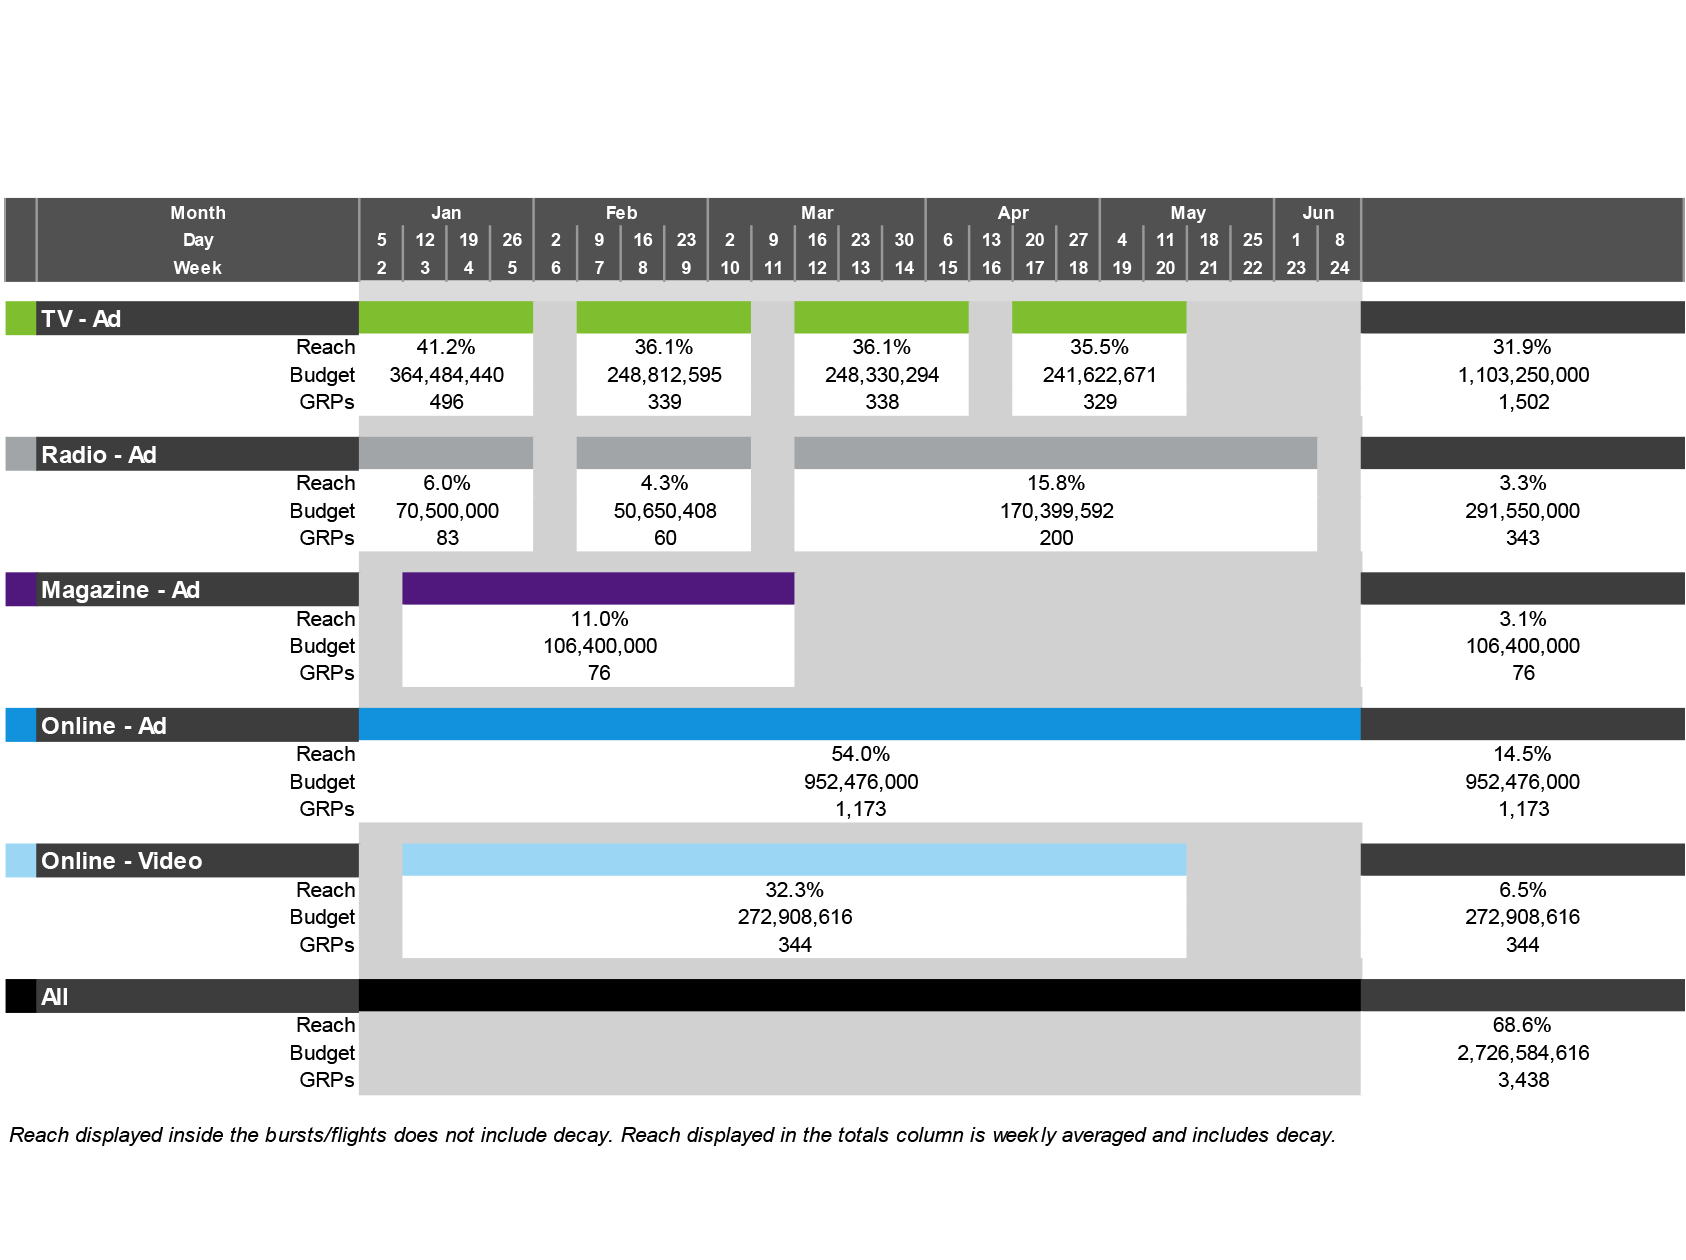 Month Jan Feb Mar Apr May Jun
Day 5 12 19 26 2 9 16 23 2 9 16 23 30 6 13 20 27 4 11 18 25 1 8
Week 2 3 4 5 6 7 8 9 10 11 12 13 14 15 16 17 18 19 20 21 22 23 24
TV - Ad
Reach 41.2% 36.1% 36.1% 35.5% 31.9%
Budget 364,484,440 248,812,595 248,330,294 241,622,671 1,103,250,000
GRPs 496 339 338 329 1,502
Radio - Ad
Reach 6.0% 4.3% 15.8% 3.3%
Budget 70,500,000 50,650,408 170,399,592 291,550,000
GRPs 83 60 200 343
Magazine - Ad
Reach 11.0% 3.1%
Budget 106,400,000 106,400,000
GRPs 76 76
Online - Ad
Reach 54.0% 14.5%
Budget 952,476,000 952,476,000
GRPs 1,173 1,173
Online - Video
Reach 32.3% 6.5%
Budget 272,908,616 272,908,616
GRPs 344 344
All
Reach 68.6%
Budget 2,726,584,616
GRPs 3,438
Reach displayed inside the bursts/flights does not include decay. Reach displayed in the totals column is weekly averaged and includes decay.